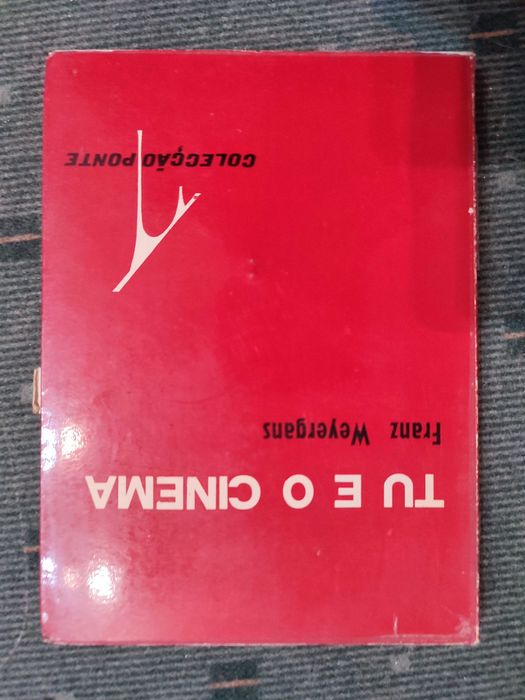 TU E O CINEMA
Franz Weyergans
COLECÇÃO PONTE